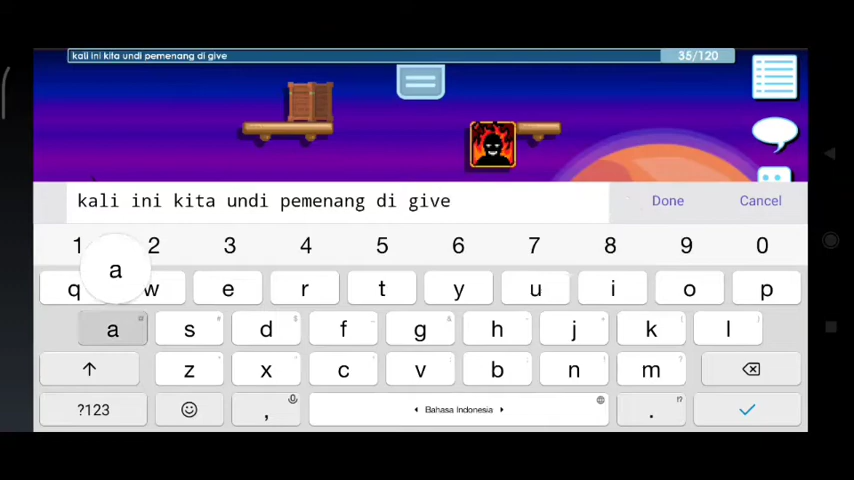 kali ini kita undi pemenang di give 35/120
kali ini kita undi pemenang di give Done Cancel
1 2 3 4 5 6 7 8 9 0
a
q w e r t y u i o p
a s d f g h j k l
z x c v b n m
?123 , Bahasa Indonesia . !?